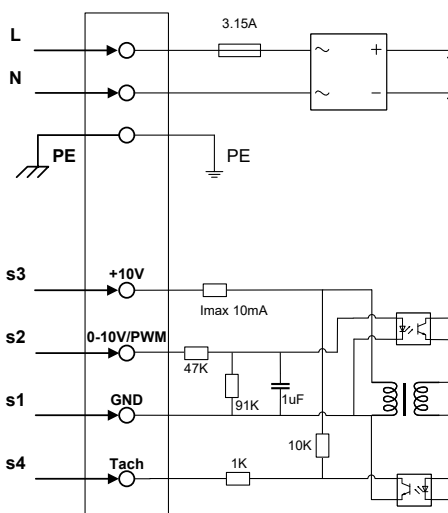 L
3.15A
~ +
N
~ −
PE PE
s3 +10V
Imax 10mA
s2 0-10V/PWM
47K
s1 GND
91K 1uF
10K
s4 Tach
1K